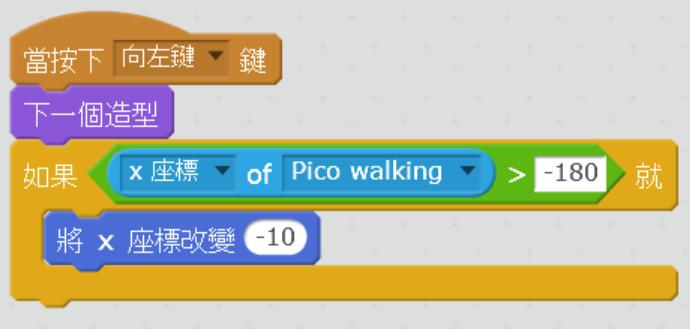 當按下 向左鍵 鍵
下一個造型
如果 x 座標 of Pico walking > -180 就
將 x 座標改變 -10